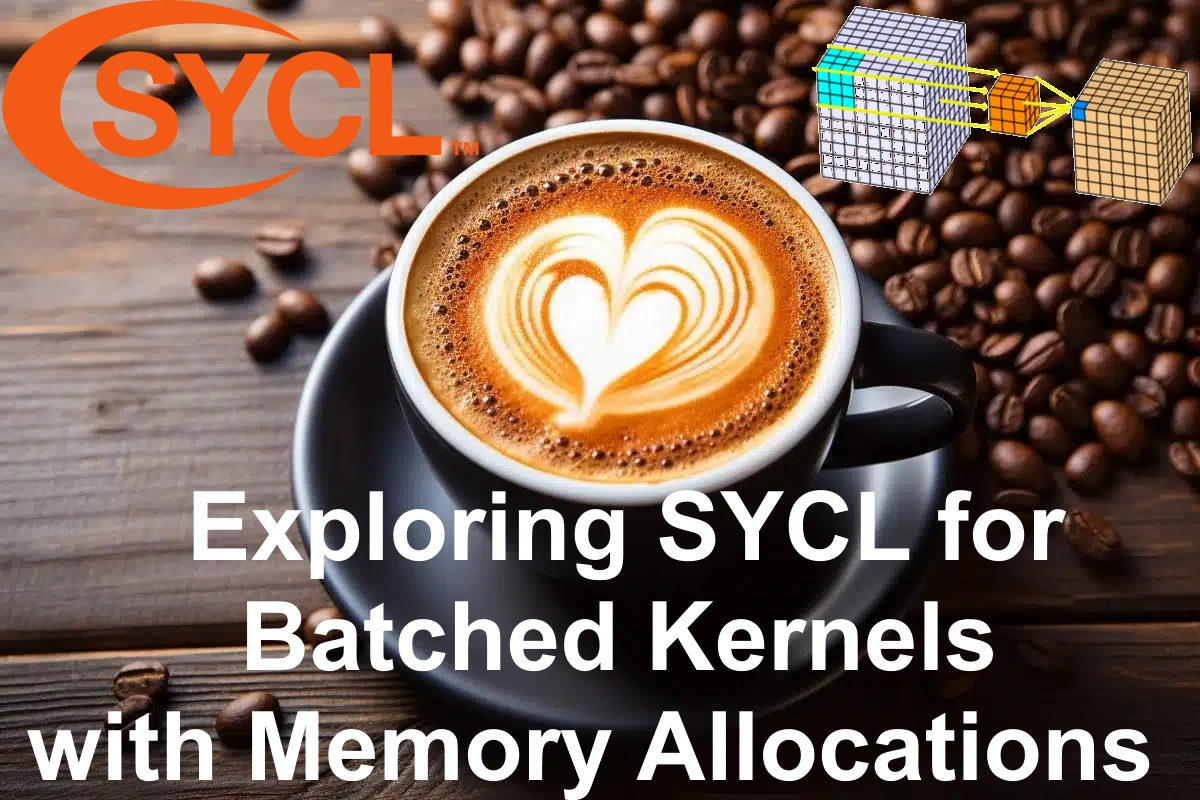 SYCL™
Exploring SYCL for
Batched Kernels
with Memory Allocations